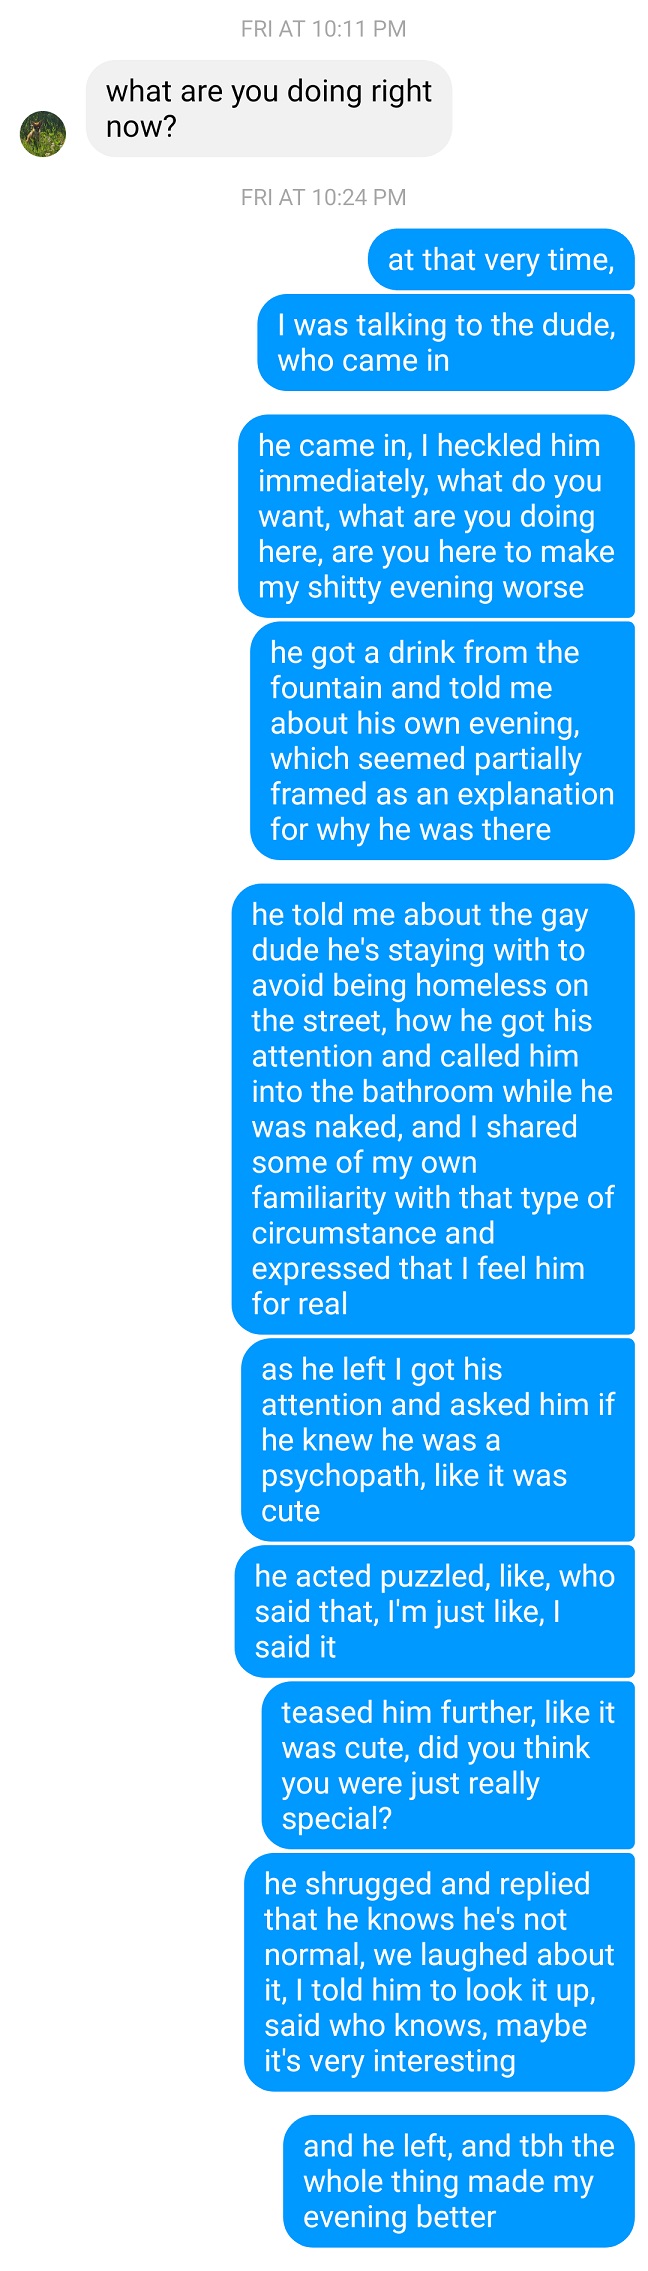 FRI AT 10:11 PM
what are you doing right
now?
FRI AT 10:24 PM
at that very time,
I was talking to the dude,
who came in
he came in, I heckled him
immediately, what do you
want, what are you doing
here, are you here to make
my shitty evening worse
he got a drink from the
fountain and told me
about his own evening,
which seemed partially
framed as an explanation
for why he was there
he told me about the gay
dude he's staying with to
avoid being homeless on
the street, how he got his
attention and called him
into the bathroom while he
was naked, and I shared
some of my own
familiarity with that type of
circumstance and
expressed that I feel him
for real
as he left I got his
attention and asked him if
he knew he was a
psychopath, like it was
cute
he acted puzzled, like, who
said that, I'm just like, I
said it
teased him further, like it
was cute, did you think
you were just really
special?
he shrugged and replied
that he knows he's not
normal, we laughed about
it, I told him to look it up,
said who knows, maybe
it's very interesting
and he left, and tbh the
whole thing made my
evening better